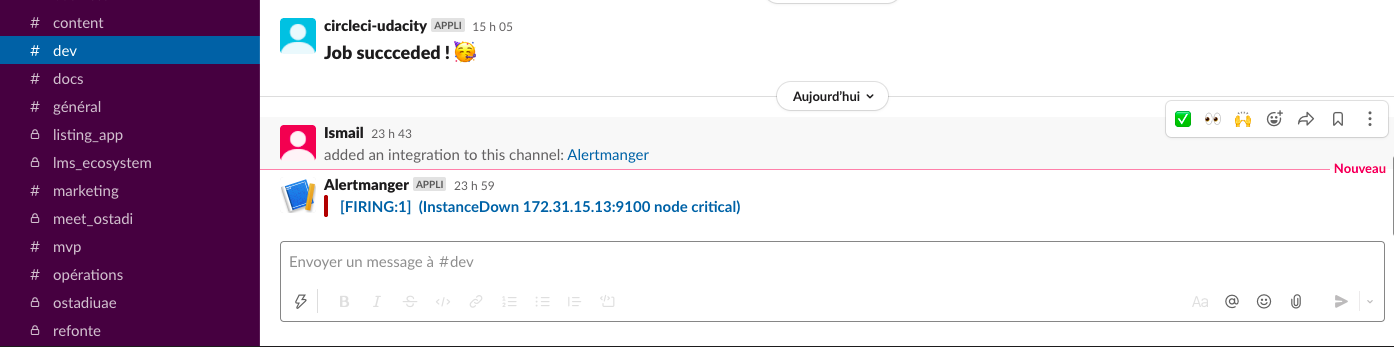 content
dev
docs
général
listing_app
lms_ecosystem
marketing
meet_ostadi
mvp
opérations
ostadiuae
refonte
circleci-udacity APPLI 15 h 05
Job succceded !
Aujourd'hui
Ismail 23 h 43
added an integration to this channel: Alertmanger
Nouveau
Alertmanger APPLI 23 h 59
[FIRING:1] (InstanceDown 172.31.15.13:9100 node critical)
Envoyer un message à #dev
Aa